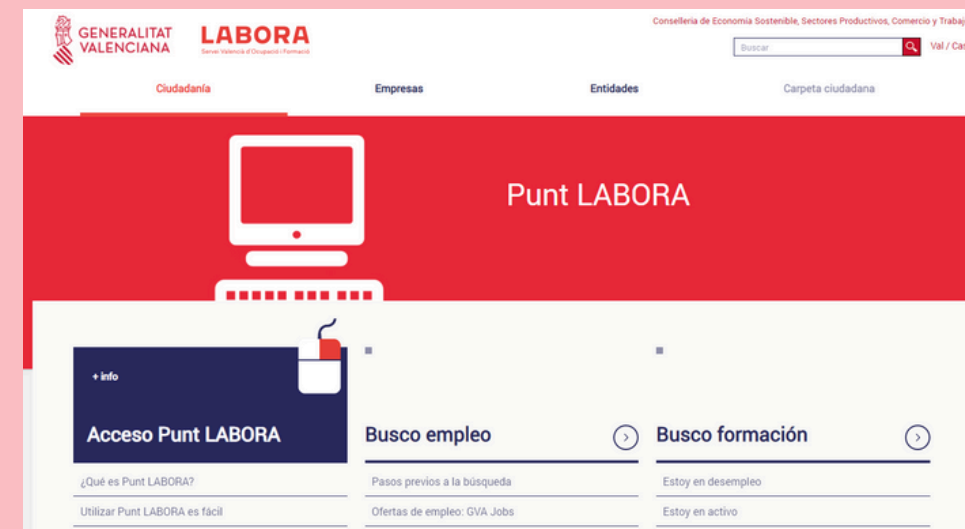 GENERALITAT
VALENCIANA
LABORA
Servei Valencià d'Ocupació i Formació
Conselleria de Economía Sostenible, Sectores Productivos, Comercio y Trabaj
Buscar
Val / Cas
Ciudadanía
Empresas
Entidades
Carpeta ciudadana
Punt LABORA
+ info
Acceso Punt LABORA
Busco empleo
Busco formación
¿Qué es Punt LABORA?
Pasos previos a la búsqueda
Estoy en desempleo
Utilizar Punt LABORA es fácil
Ofertas de empleo: GVA Jobs
Estoy en activo